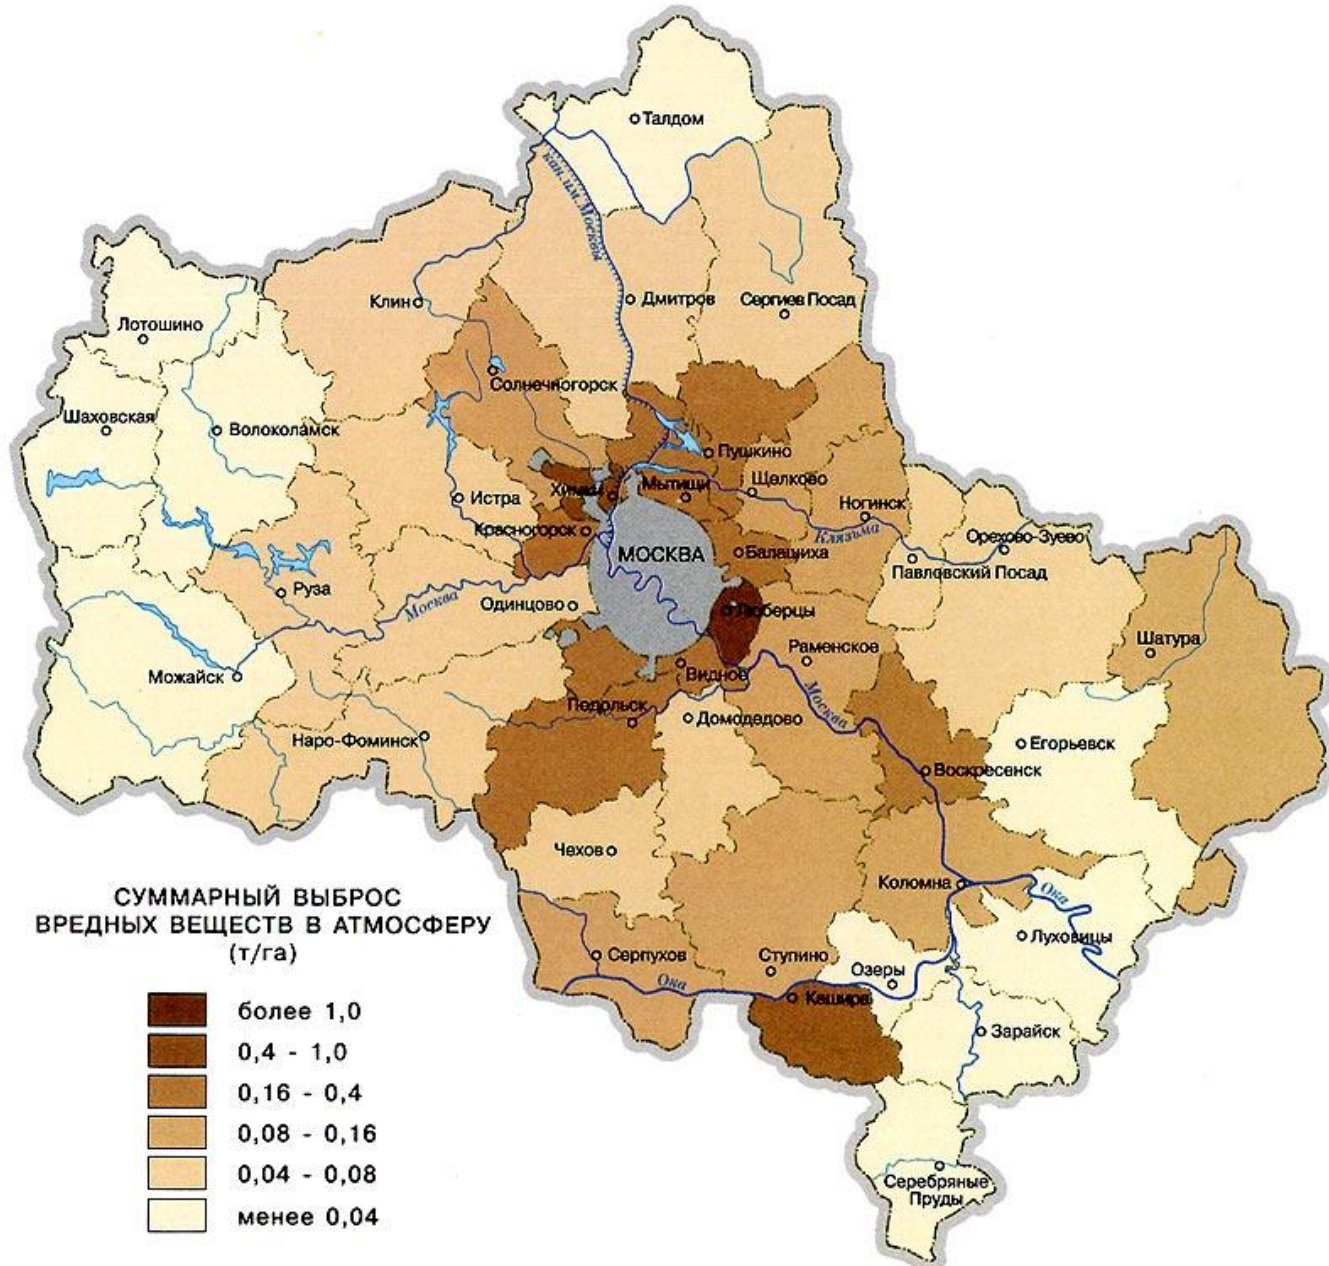 Талдом
кан. им. Москвы
Клин
Дмитров
Сергиев Посад
Лотошино
Солнечногорск
Шаховская
Волоколамск
Пушкино
Истра
Химки
Мытищи
Щелково
Ногинск
Красногорск
Клязьма
Орехово-Зуево
МОСКВА
Балашиха
Павловский Посад
Руза
Москва
Одинцово
Люберцы
Раменское
Шатура
Можайск
Видное
Подольск
Домодедово
Москва
Наро-Фоминск
Егорьевск
Воскресенск
Чехов
Коломна
Ока
СУММАРНЫЙ ВЫБРОС
ВРЕДНЫХ ВЕЩЕСТВ В АТМОСФЕРУ
(т/га)
Луховицы
Серпухов
Ступино
Озеры
Ока
Кашира
Зарайск
более 1,0
0,4 - 1,0
0,16 - 0,4
0,08 - 0,16
0,04 - 0,08
менее 0,04
Серебряные
Пруды